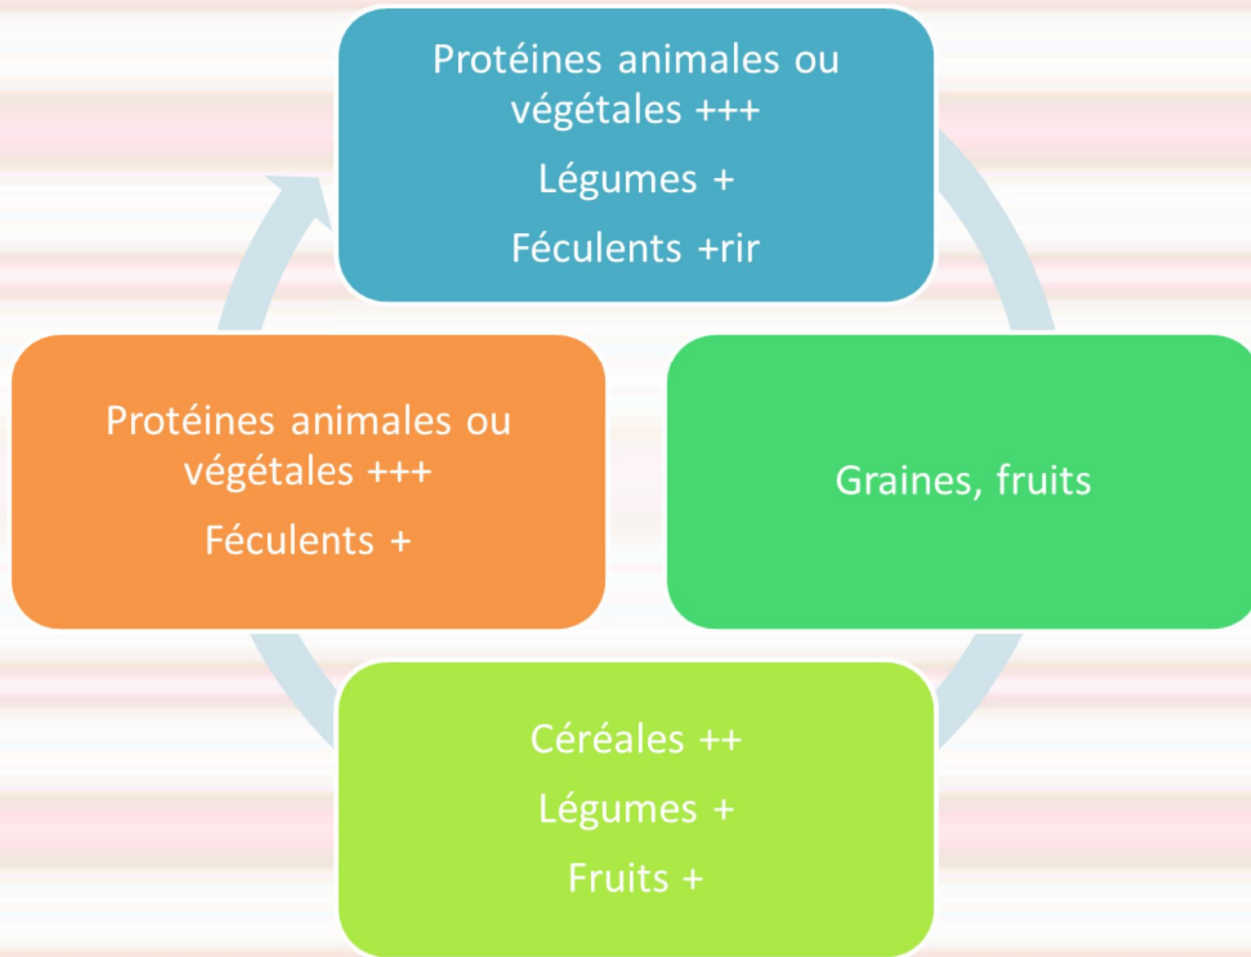 Protéines animales ou
végétales +++
Légumes +
Féculents +rir
Graines, fruits
Céréales ++
Légumes +
Fruits +
Protéines animales ou
végétales +++
Féculents +